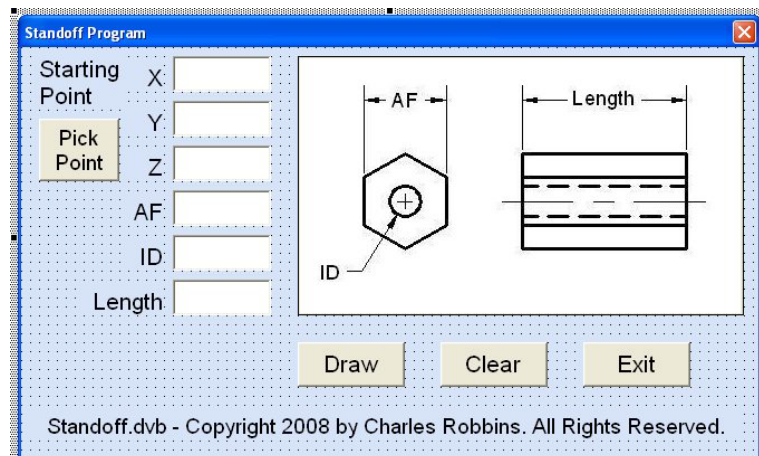 Standoff Program
Starting
Point
X
Y
Pick
Point
Z
AF
ID
Length
AF
Length
ID
Draw
Clear
Exit
Standoff.dvb - Copyright 2008 by Charles Robbins. All Rights Reserved.